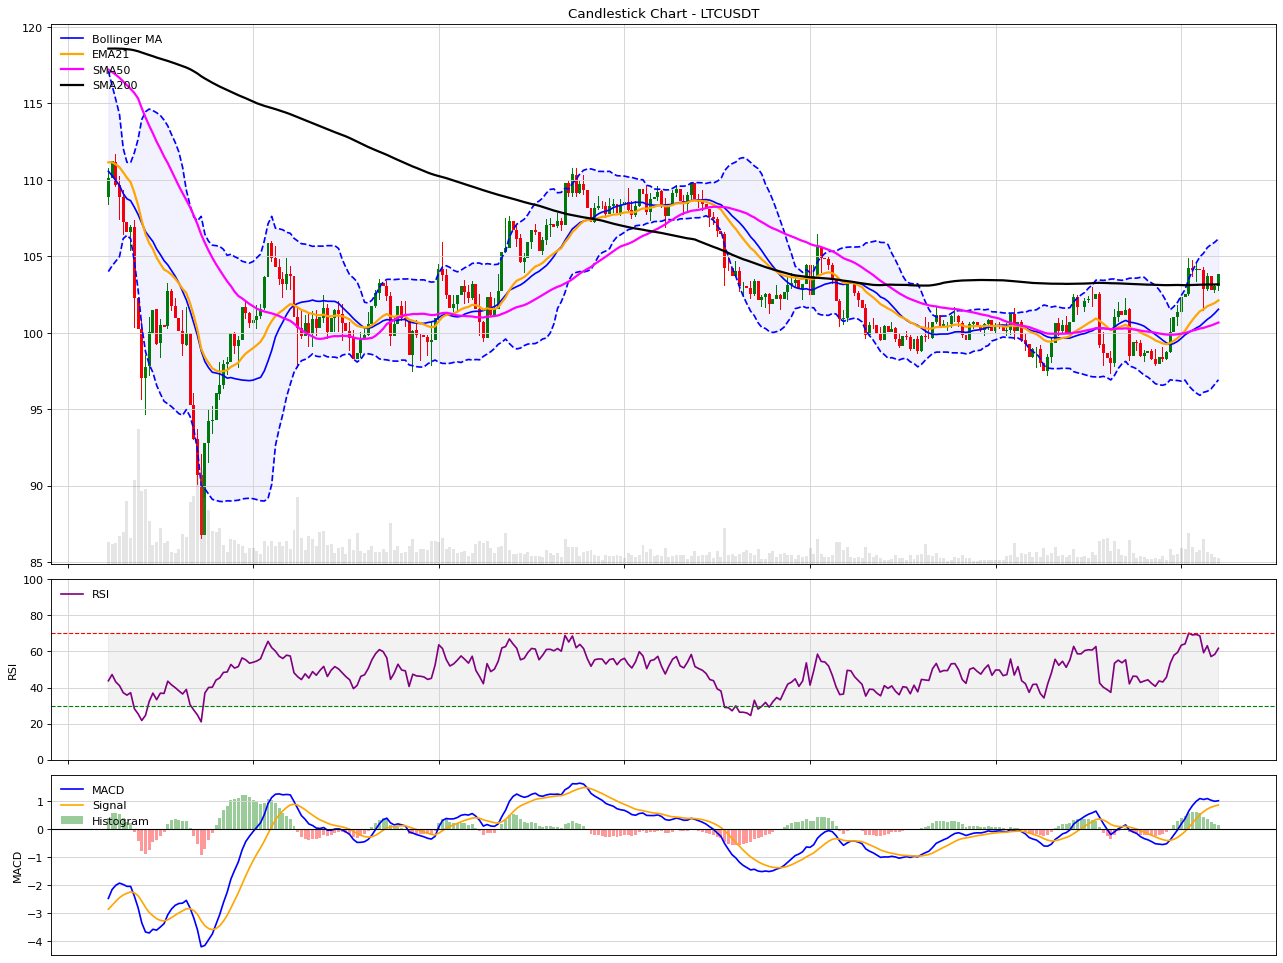 Candlestick Chart - LTCUSDT
120
115
110
105
100
95
90
85
Bollinger MA
EMA21
SMA50
SMA200
100
80
60
40
20
0
RSI
RSI
1
0
−1
−2
−3
−4
MACD
MACD
Signal
Histogram